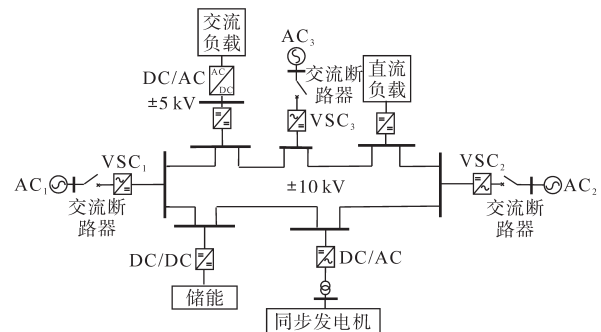 交流
负载
AC₃
DC/AC
AC
DC
交流断
路器
直流
负载
±5 kV
VSC₃
VSC₁
VSC₂
AC₁
±10 kV
AC₂
交流断
路器
交流断
路器
DC/DC
DC/AC
储能
同步发电机